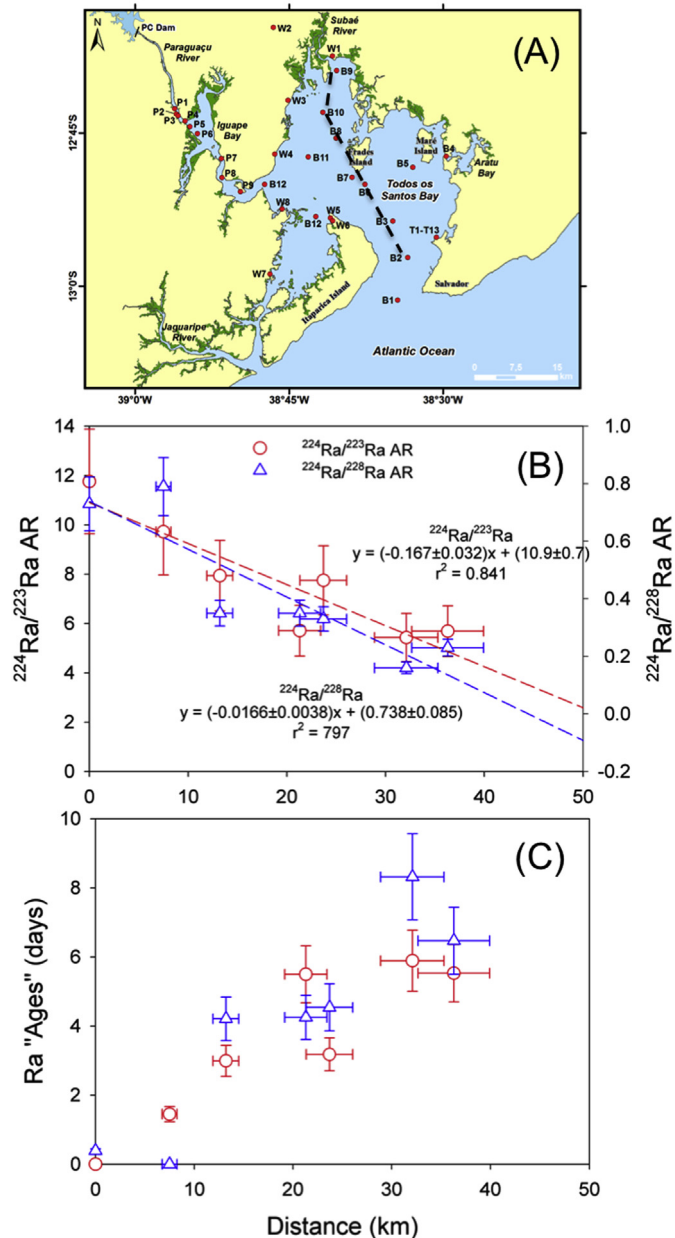 (A)
N
PC Dam
W2
Subaé
River
Paraguaçu
River
W1
B9
P1
P2
P3
P4
P5
P6
Iguape
Bay
W3
B10
B8
Frades
Island
Maré
Island
B4
Aratu
Bay
12°45
W4
B11
B5
P7
P8
P9
B12
B7
B6
Todos os
Santos Bay
W8
B12
W5
W6
B3
T1-T13
B2
W7
13°0S
Itaparica Island
Salvador
B1
Jaguaripe
River
Atlantic Ocean
0 7,5 15
km
39°0'W 38°45'W 38°30'W
(B)
224Ra/223Ra AR
224Ra/228Ra AR
224Ra/223Ra
y = (-0.167±0.032)x + (10.9±0.7)
r2 = 0.841
224Ra/228Ra
y = (-0.0166±0.0038)x + (0.738±0.085)
r2 = 797
224Ra/223Ra AR
14
12
10
8
6
4
2
0
224Ra/228Ra AR
1.0
0.8
0.6
0.4
0.2
0.0
-0.2
0 10 20 30 40 50
(C)
Ra "Ages" (days)
10
8
6
4
2
0
0 10 20 30 40 50
Distance (km)